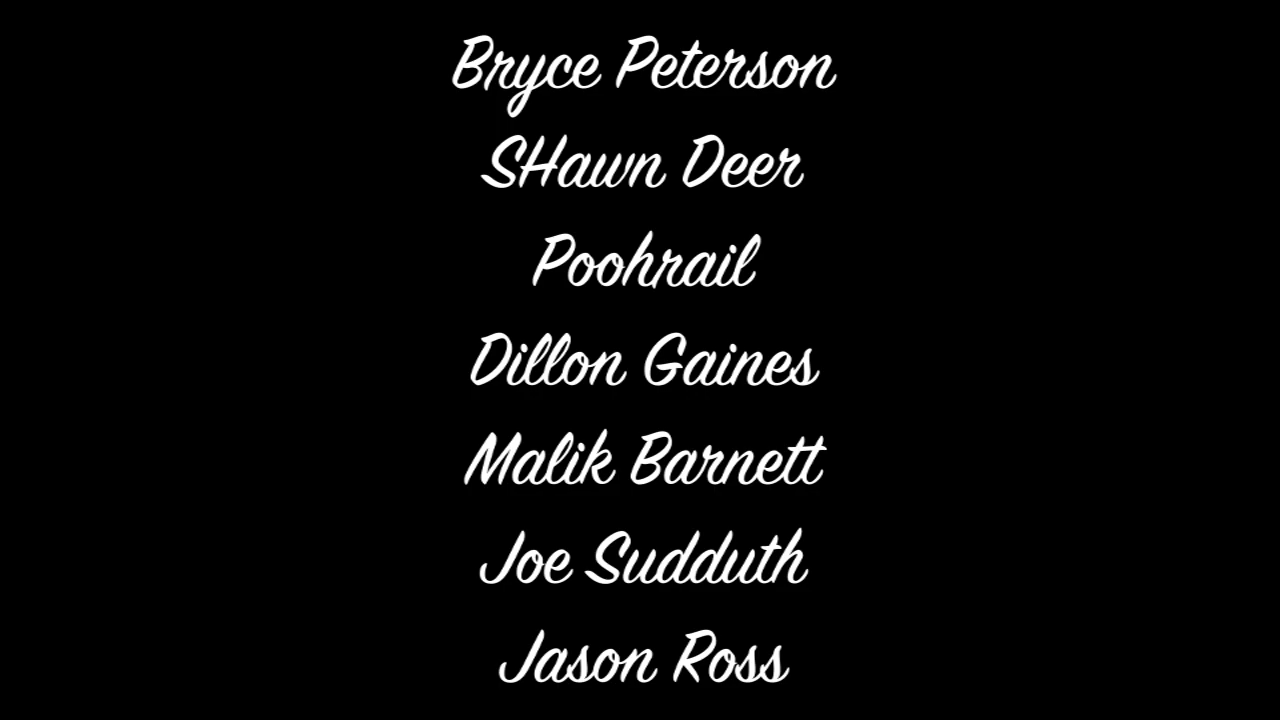 Bryce Peterson
SHawn Deer
Poohrail
Dillon Gaines
Malik Barnett
Joe Sudduth
Jason Ross